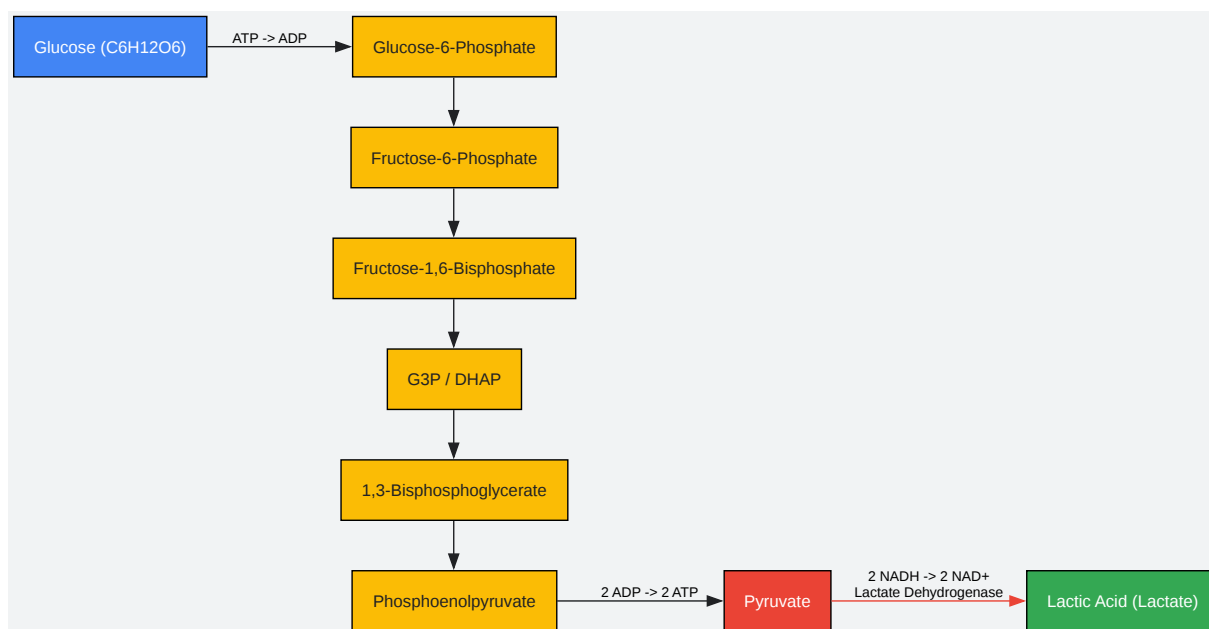 Glucose (C6H12O6)
ATP -> ADP
Glucose-6-Phosphate
Fructose-6-Phosphate
Fructose-1,6-Bisphosphate
G3P / DHAP
1,3-Bisphosphoglycerate
Phosphoenolpyruvate
2 ADP -> 2 ATP
Pyruvate
2 NADH -> 2 NAD+
Lactate Dehydrogenase
Lactic Acid (Lactate)